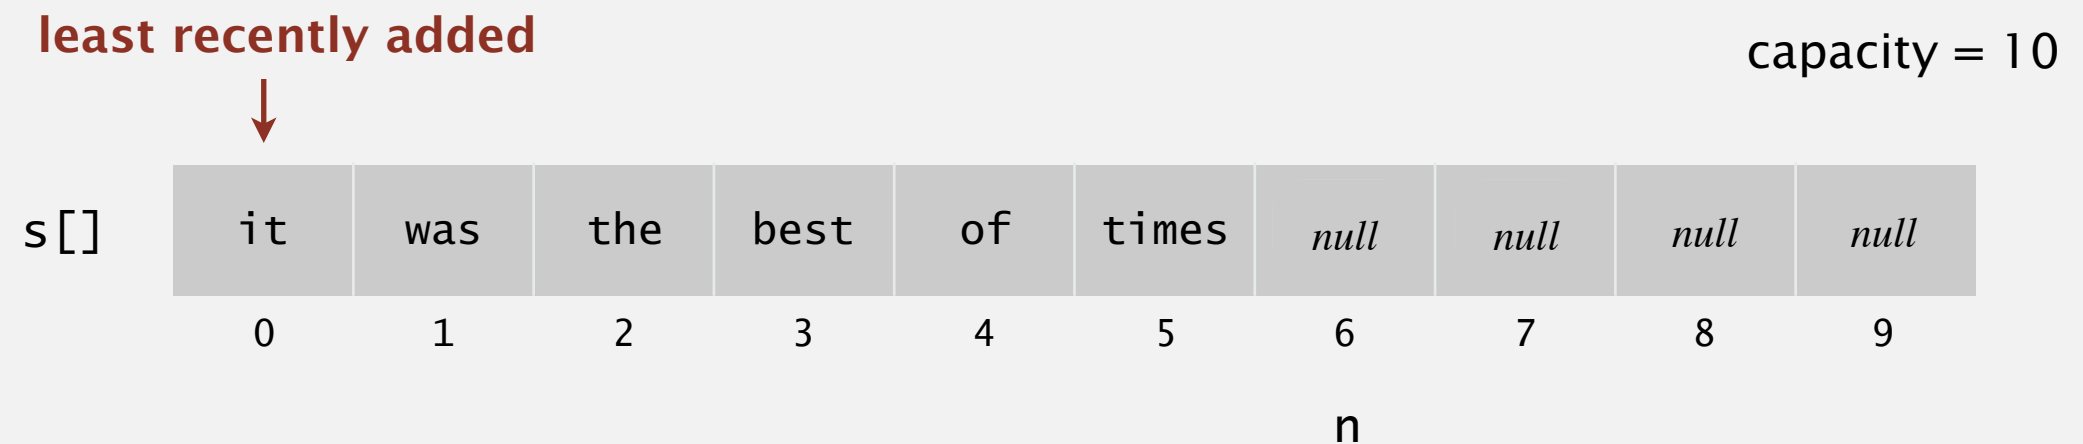 least recently added
capacity = 10
s[] it was the best of times null null null null
0 1 2 3 4 5 6 7 8 9
n